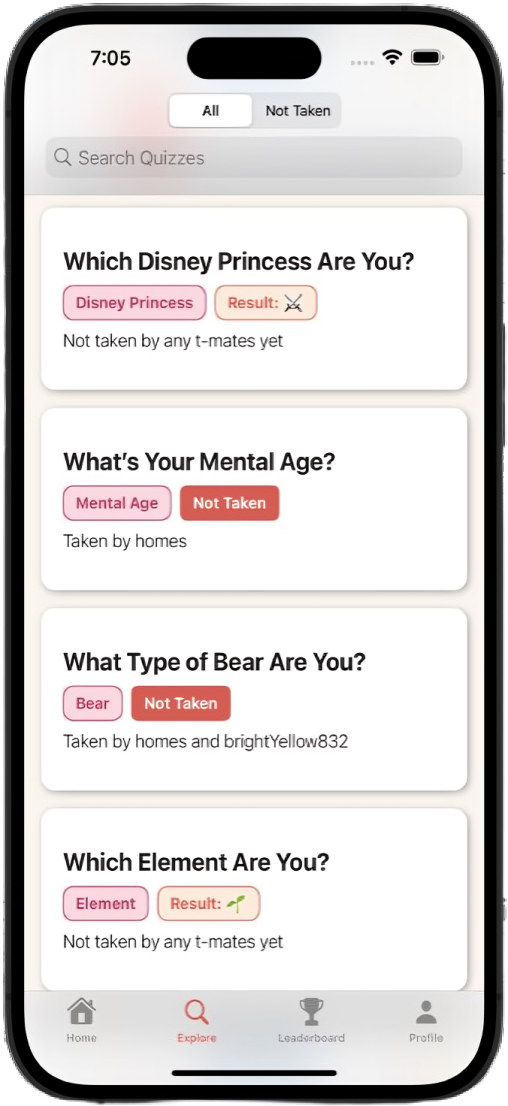 7:05
All Not Taken
Search Quizzes
Which Disney Princess Are You?
Disney Princess Result: ⚔️
Not taken by any t-mates yet
What's Your Mental Age?
Mental Age Not Taken
Taken by homes
What Type of Bear Are You?
Bear Not Taken
Taken by homes and brightYellow832
Which Element Are You?
Element Result: 🌱
Not taken by any t-mates yet
Home Explore Leaderboard Profile